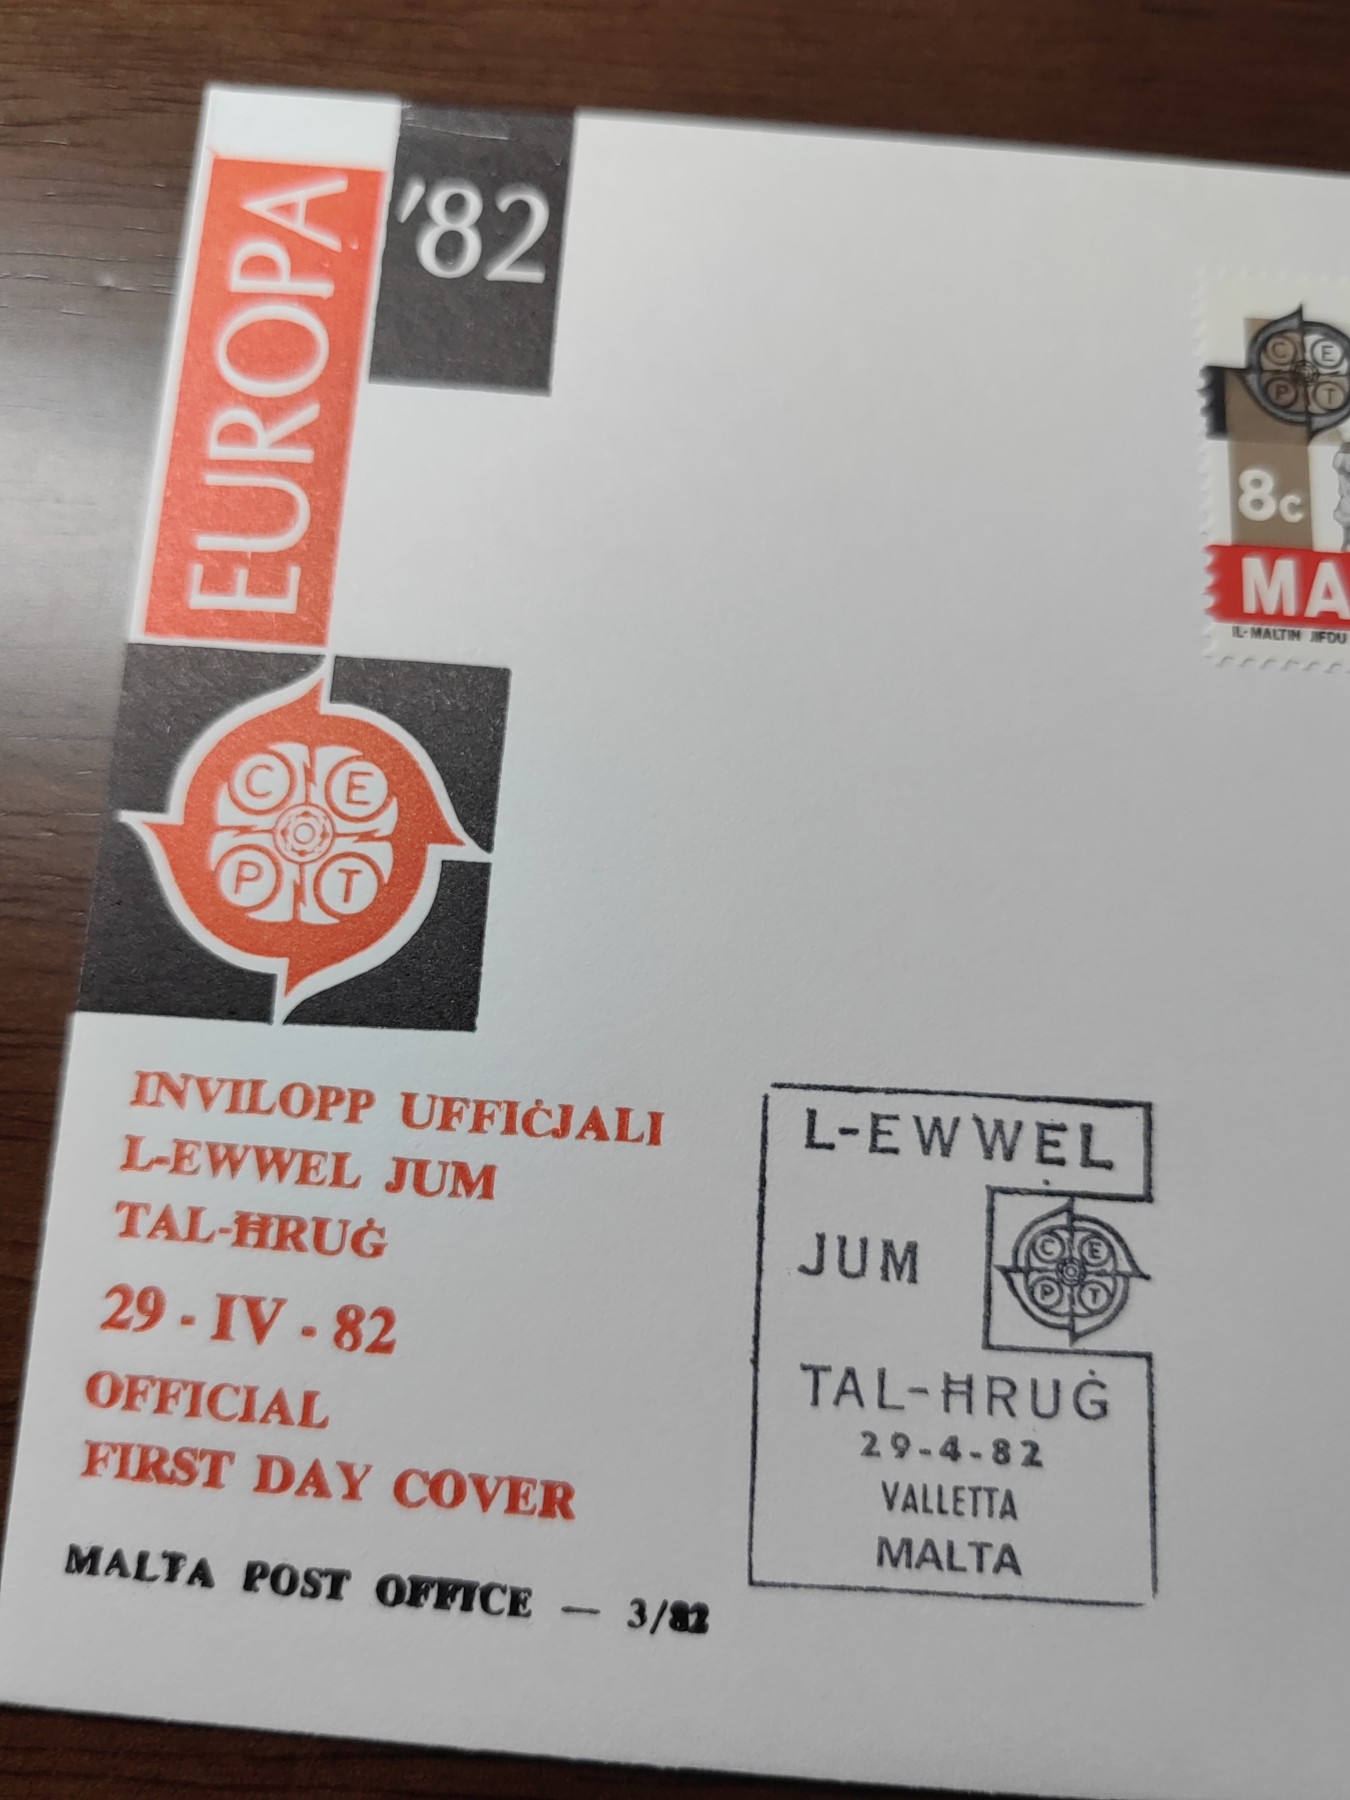 EUROPA
'82
C E
P T
C E
P T
8c
MA
IL-MALTIN JIFDU
INVILOPP UFFIĊJALI
L-EWWEL JUM
TAL-ĦRUĠ
29 - IV - 82
OFFICIAL
FIRST DAY COVER
MALTA POST OFFICE — 3/82
L-EWWEL
JUM
C E
P T
TAL-ĦRUĠ
29-4-82
VALLETTA
MALTA